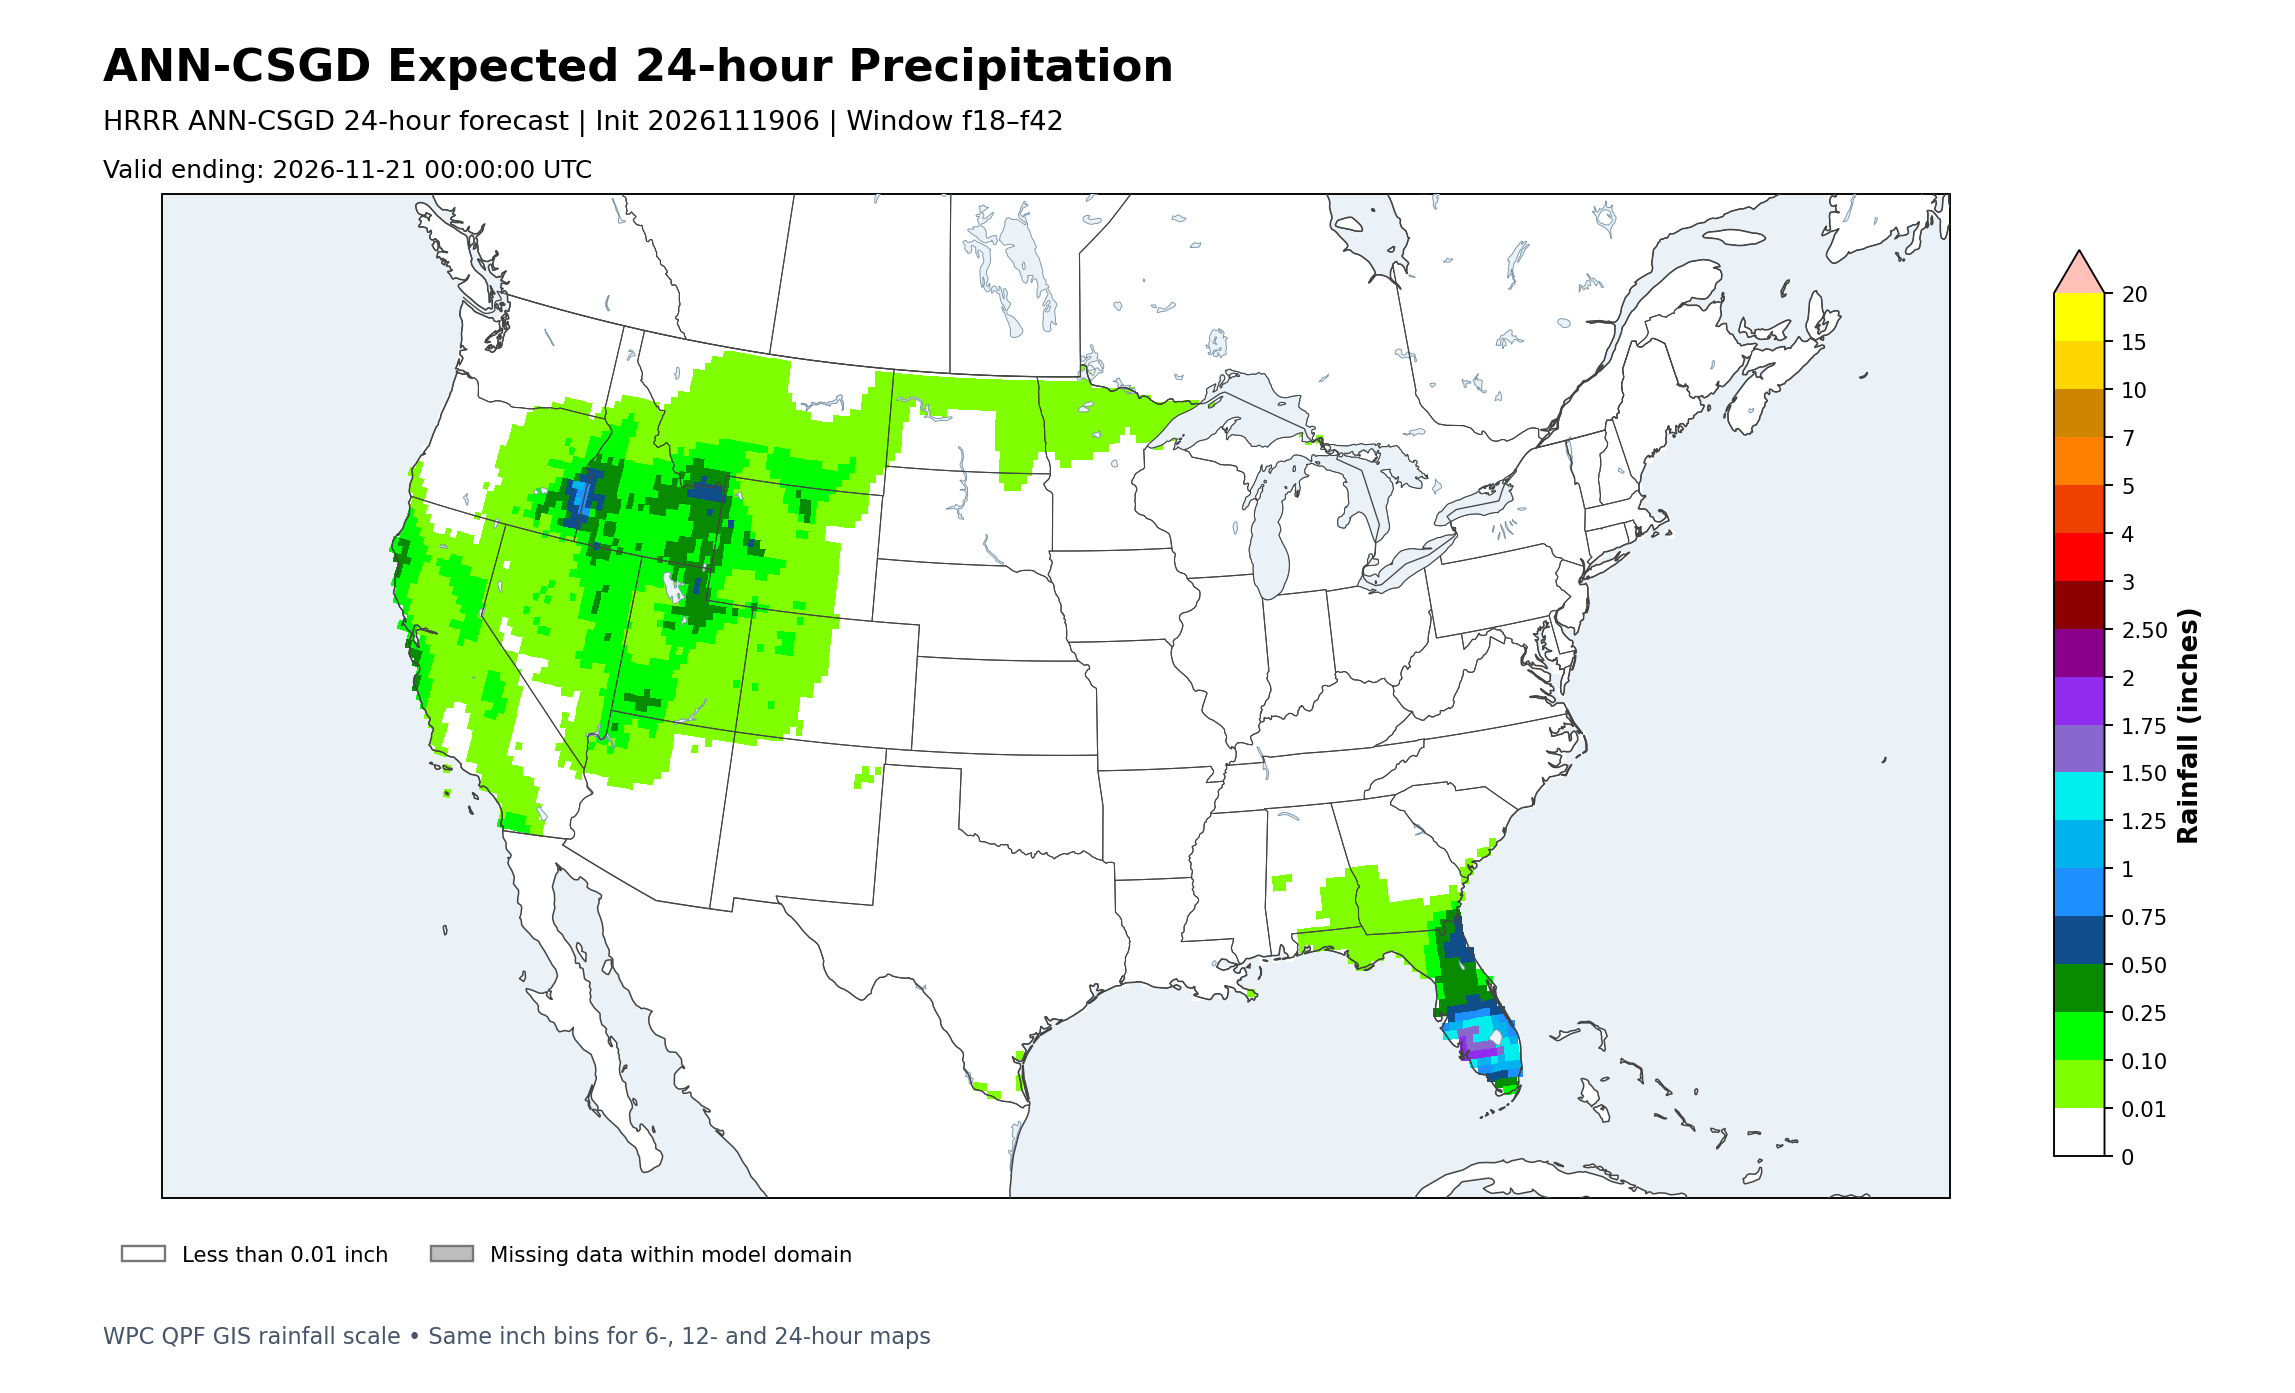 ANN-CSGD Expected 24-hour Precipitation
HRRR ANN-CSGD 24-hour forecast | Init 2026111906 | Window f18–f42
Valid ending: 2026-11-21 00:00:00 UTC
20
15
10
7
5
4
3
2.50
2
1.75
1.50
1.25
1
0.75
0.50
0.25
0.10
0.01
0
Rainfall (inches)
Less than 0.01 inch
Missing data within model domain
WPC QPF GIS rainfall scale • Same inch bins for 6-, 12- and 24-hour maps